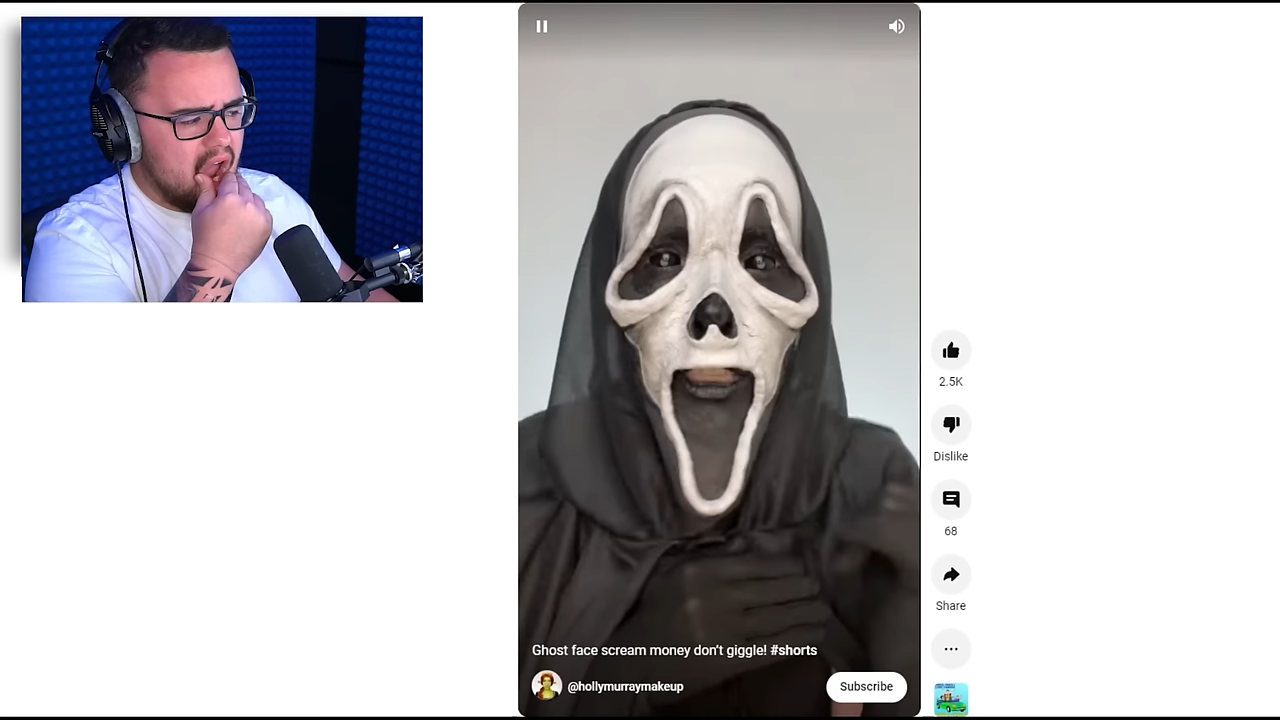 2.5K
Dislike
68
Share
Ghost face scream money don’t giggle! #shorts
@hollymurraymakeup
Subscribe